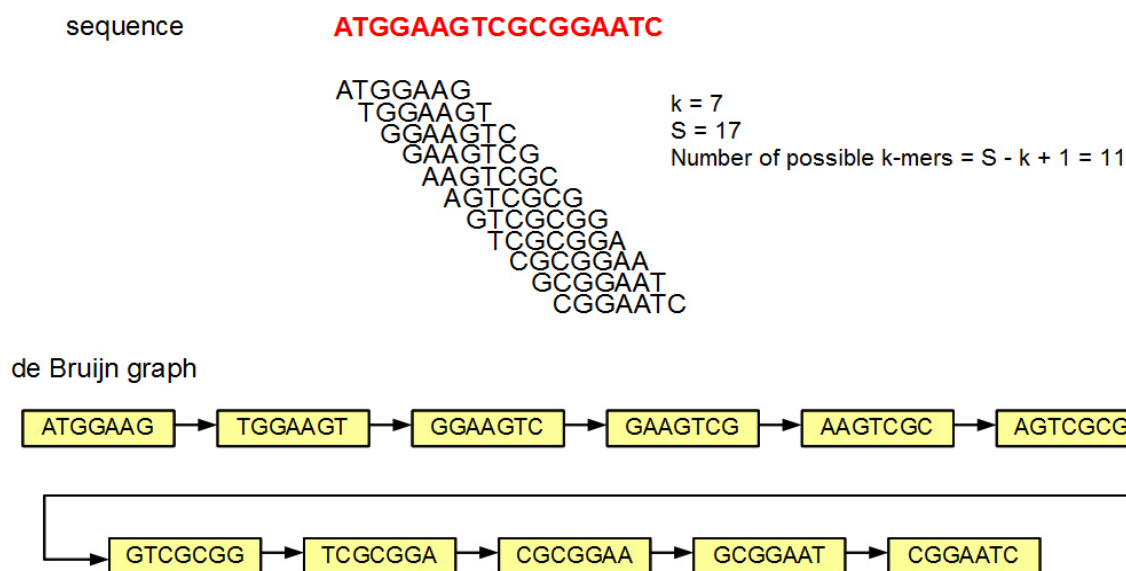 sequence ATGGAAGTCGCGGAATC
ATGGAAG
TGGAAGT
GGAAGTC
GAAGTCG
AAGTCGC
AGTCGCG
GTCGCGG
TCGCGGA
CGCGGAA
GCGGAAT
CGGAATC
k = 7
S = 17
Number of possible k-mers = S - k + 1 = 11
de Bruijn graph
ATGGAAG TGGAAGT GGAAGTC GAAGTCG AAGTCGC AGTCGCG
GTCGCGG TCGCGGA CGCGGAA GCGGAAT CGGAATC